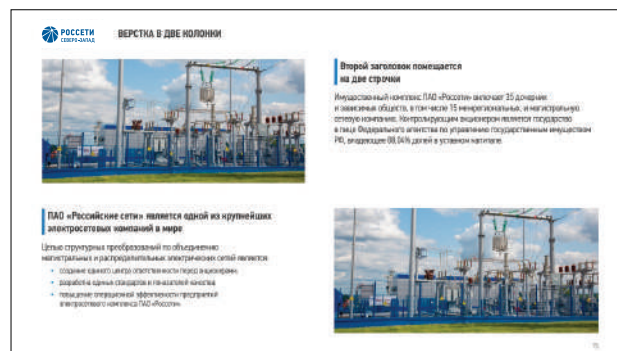 РОССЕТИ
СЕВЕРО-ЗАПАД
ВЕРСТКА В ДВЕ КОЛОНКИ
Второй заголовок помещается
на две строчки
Имущественный комплекс ПАО «Россети» включает 35 дочерних
и зависимых обществ, в том числе 15 межрегиональных, и магистральную
сетевую компанию. Контролирующим акционером является государство
в лице Федерального агентства по управлению государственным имуществом
РФ, владеющее 88,04% долей в уставном капитале.
ПАО «Российские сети» является одной из крупнейших
электросетевых компаний в мире
Целью структурных преобразований по объединению
магистральных и распределительных электрических сетей является:
• создание единого центра ответственности перед акционерами;
• разработка единых стандартов и показателей качества;
• повышение операционной эффективности предприятий
электросетевого комплекса ПАО «Россети».